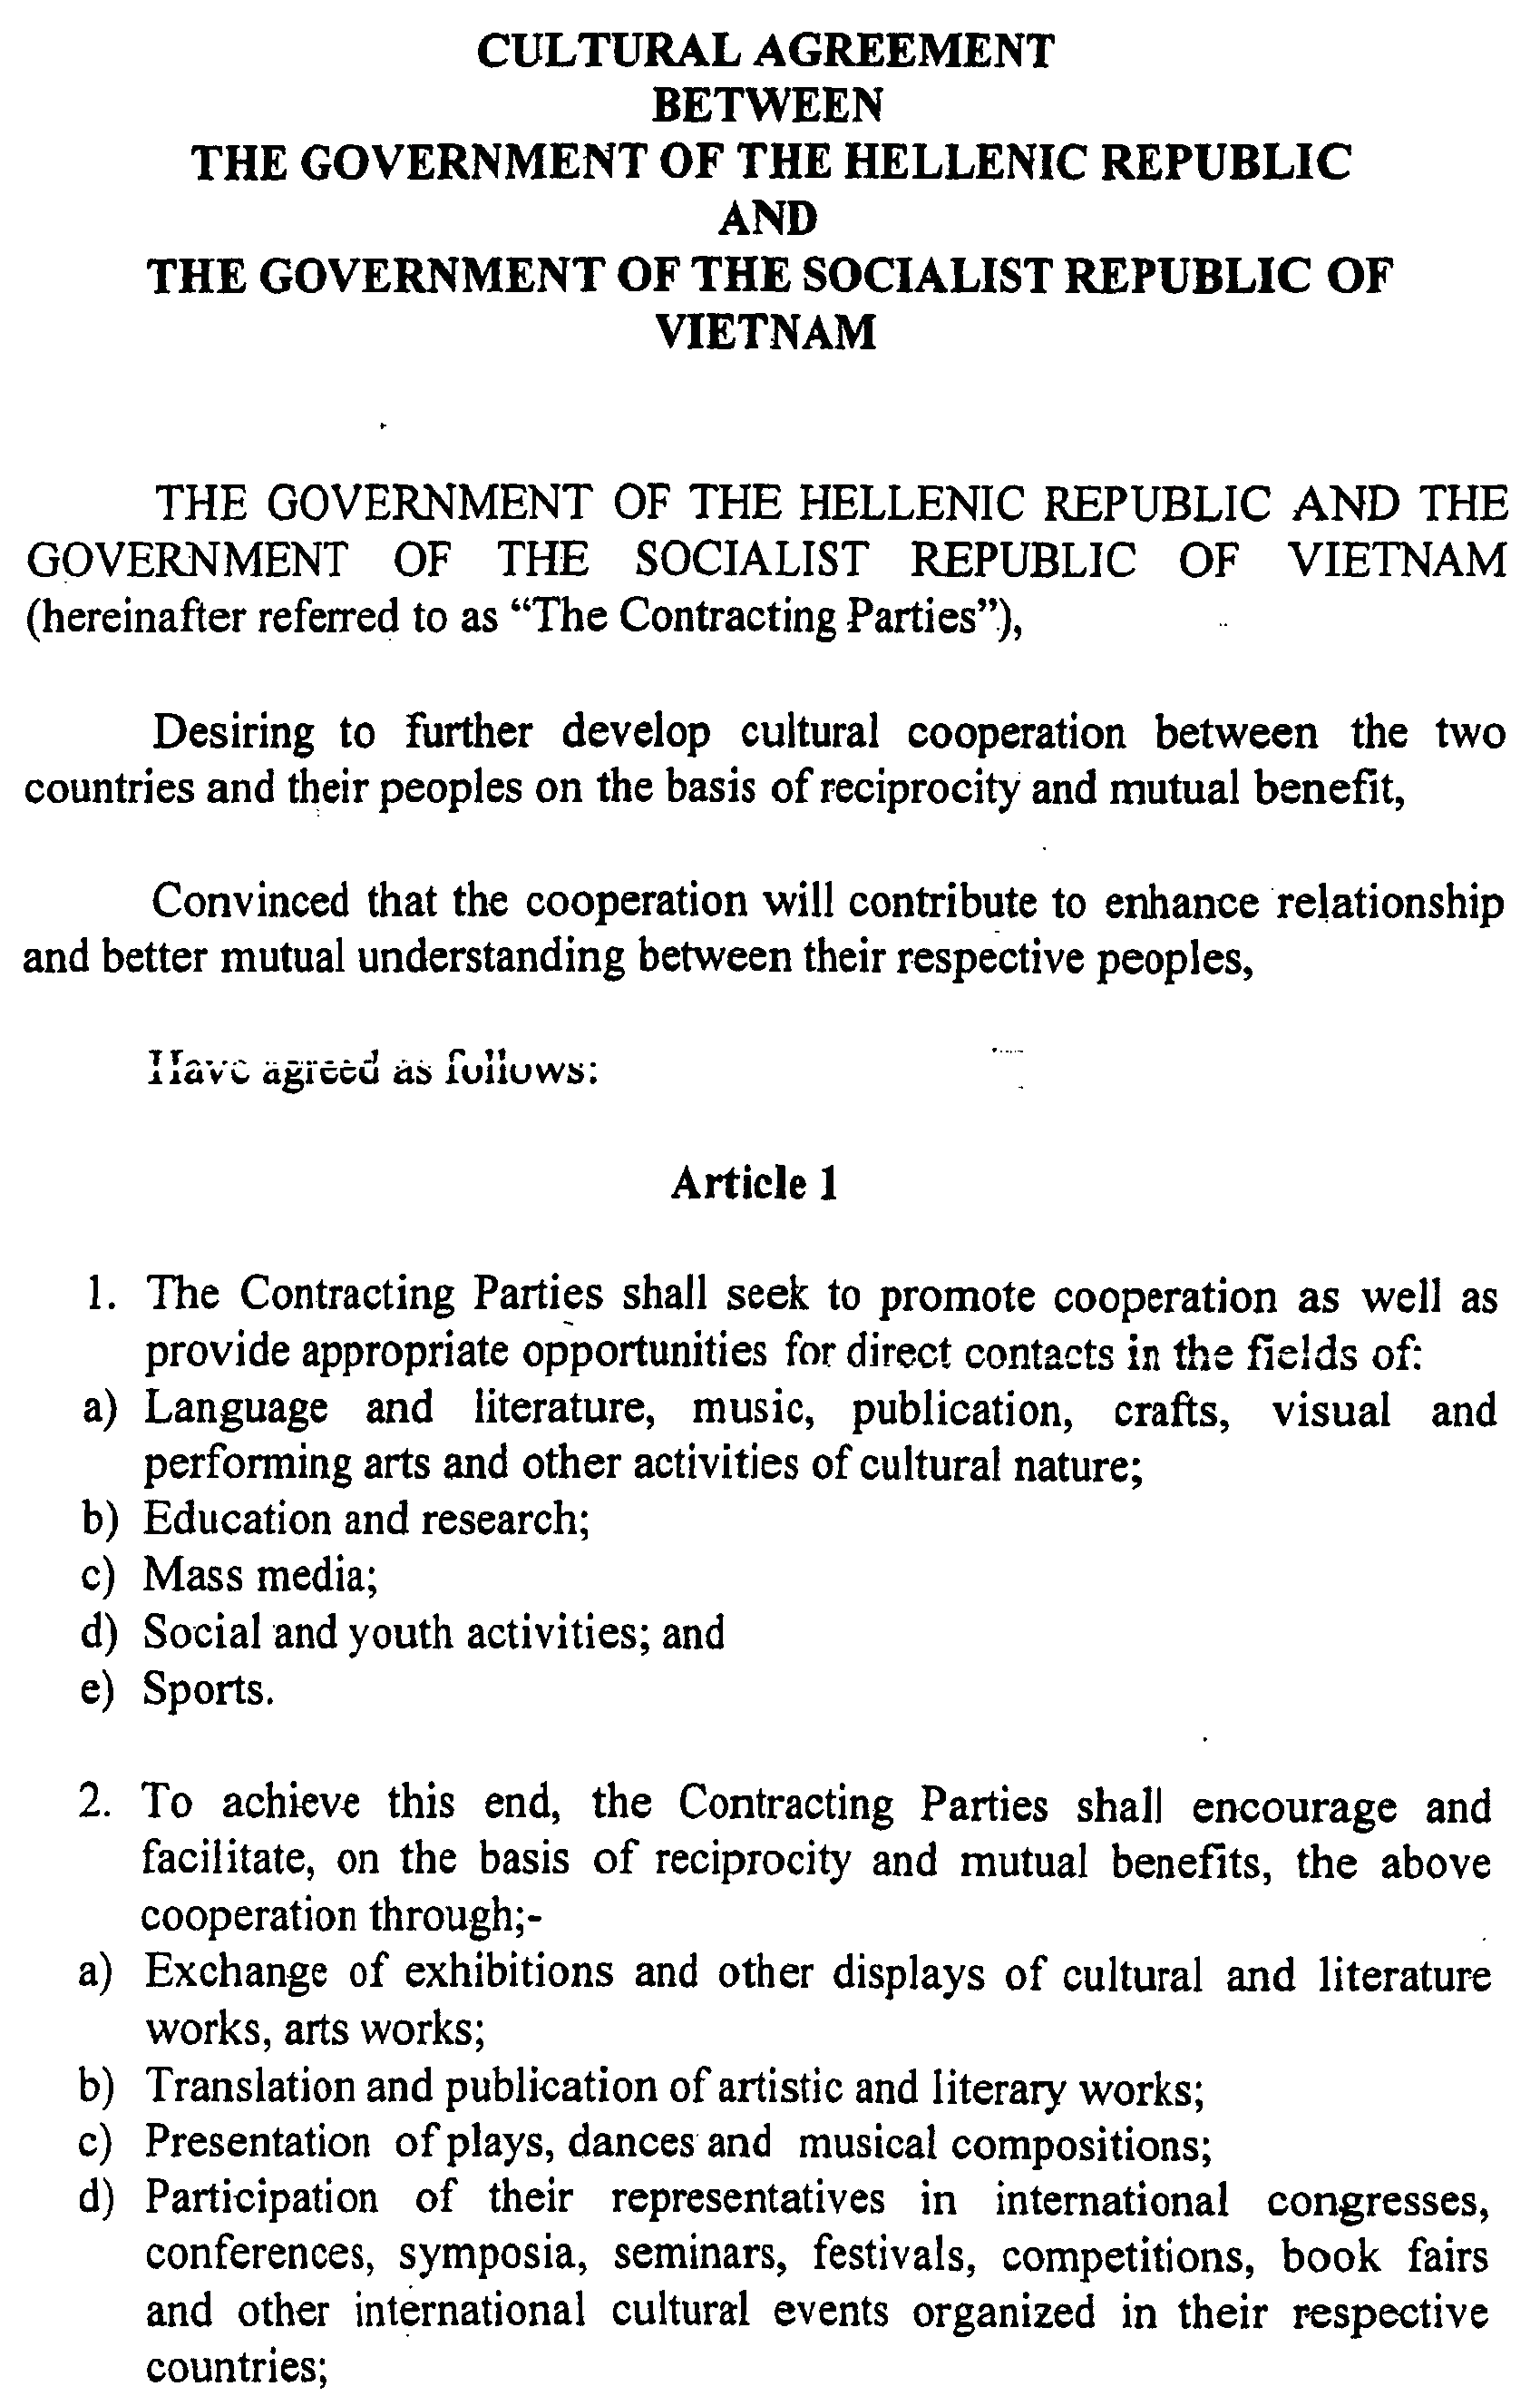 CULTURAL AGREEMENT
BETWEEN
THE GOVERNMENT OF THE HELLENIC REPUBLIC
AND
THE GOVERNMENT OF THE SOCIALIST REPUBLIC OF
VIETNAM
THE GOVERNMENT OF THE HELLENIC REPUBLIC AND THE
GOVERNMENT OF THE SOCIALIST REPUBLIC OF VIETNAM
(hereinafter referred to as “The Contracting Parties”),
Desiring to further develop cultural cooperation between the two
countries and their peoples on the basis of reciprocity and mutual benefit,
Convinced that the cooperation will contribute to enhance relationship
and better mutual understanding between their respective peoples,
Have agreed as follows:
Article 1
1. The Contracting Parties shall seek to promote cooperation as well as
provide appropriate opportunities for direct contacts in the fields of:
a) Language and literature, music, publication, crafts, visual and
performing arts and other activities of cultural nature;
b) Education and research;
c) Mass media;
d) Social and youth activities; and
e) Sports.
2. To achieve this end, the Contracting Parties shall encourage and
facilitate, on the basis of reciprocity and mutual benefits, the above
cooperation through;-
a) Exchange of exhibitions and other displays of cultural and literature
works, arts works;
b) Translation and publication of artistic and literary works;
c) Presentation of plays, dances and musical compositions;
d) Participation of their representatives in international congresses,
conferences, symposia, seminars, festivals, competitions, book fairs
and other international cultural events organized in their respective
countries;